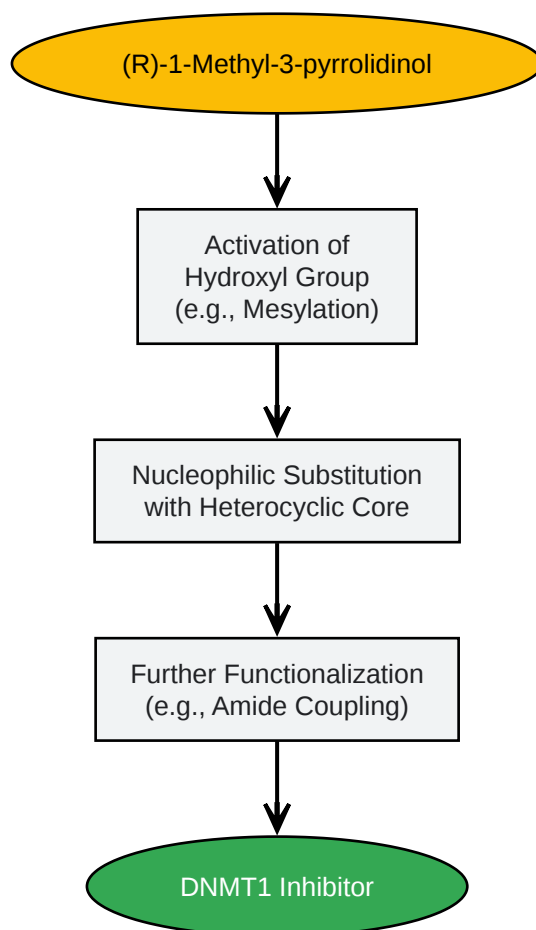 (R)-1-Methyl-3-pyrrolidinol
Activation of
Hydroxyl Group
(e.g., Mesylation)
Nucleophilic Substitution
with Heterocyclic Core
Further Functionalization
(e.g., Amide Coupling)
DNMT1 Inhibitor